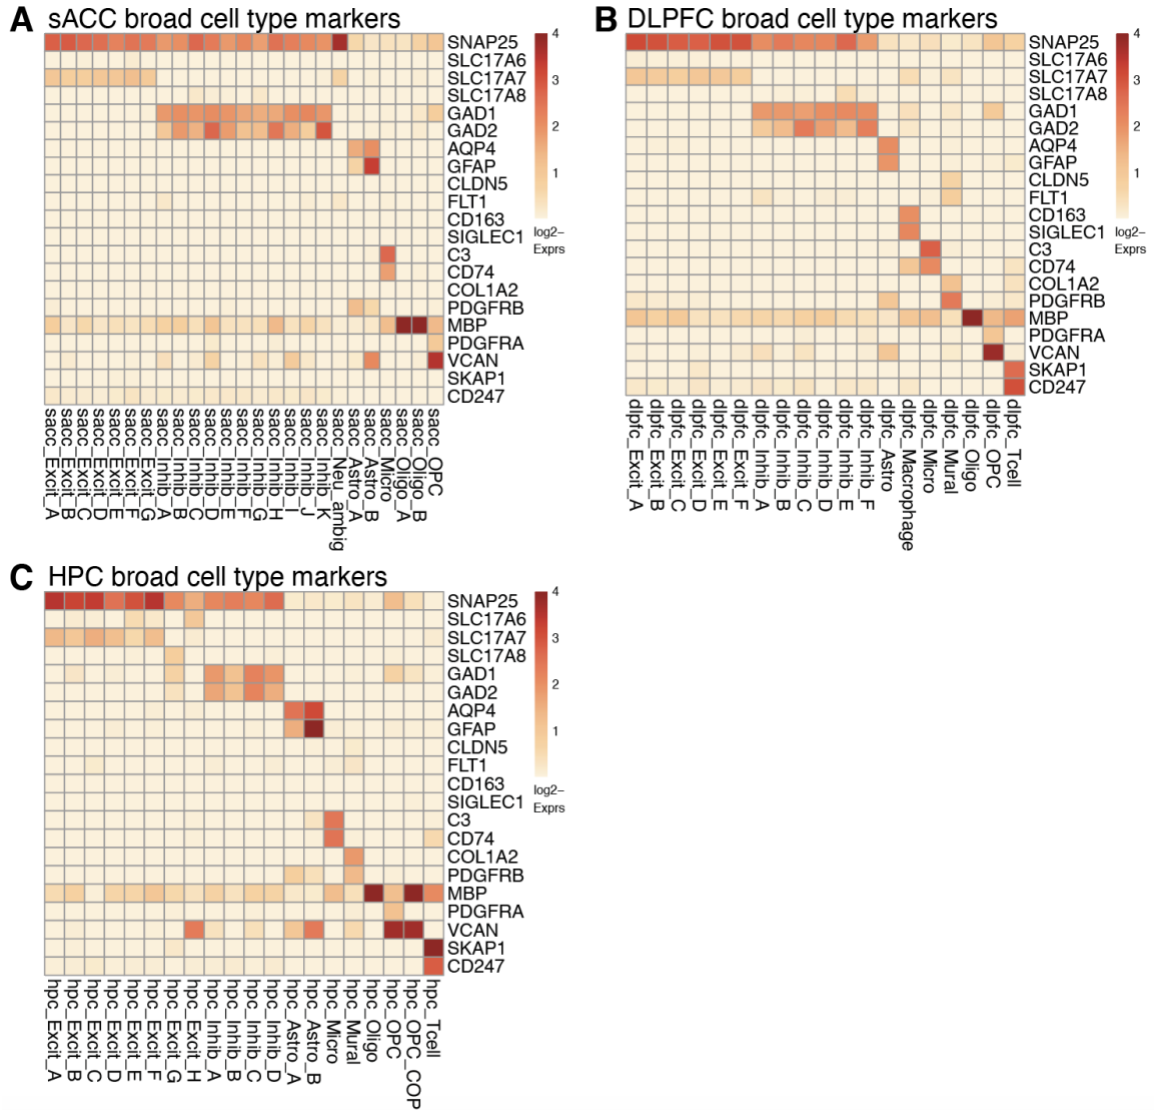 A sACC broad cell type markers
SNAP25
SLC17A6
SLC17A7
SLC17A8
GAD1
GAD2
AQP4
GFAP
CLDN5
FLT1
CD163
SIGLEC1
C3
CD74
COL1A2
PDGFRB
MBP
PDGFRA
VCAN
SKAP1
CD247
4
3
2
1
log2−
Exprs
sacc_Excit_A
sacc_Excit_B
sacc_Excit_C
sacc_Excit_D
sacc_Excit_E
sacc_Excit_F
sacc_Excit_G
sacc_Inhib_A
sacc_Inhib_B
sacc_Inhib_C
sacc_Inhib_D
sacc_Inhib_E
sacc_Inhib_F
sacc_Inhib_G
sacc_Inhib_H
sacc_Inhib_I
sacc_Inhib_J
sacc_Inhib_K
sacc_Neu_ambig
sacc_Astro_A
sacc_Astro_B
sacc_Micro
sacc_Oligo_A
sacc_Oligo_B
sacc_OPC
B DLPFC broad cell type markers
SNAP25
SLC17A6
SLC17A7
SLC17A8
GAD1
GAD2
AQP4
GFAP
CLDN5
FLT1
CD163
SIGLEC1
C3
CD74
COL1A2
PDGFRB
MBP
PDGFRA
VCAN
SKAP1
CD247
4
3
2
1
log2−
Exprs
dlpfc_Excit_A
dlpfc_Excit_B
dlpfc_Excit_C
dlpfc_Excit_D
dlpfc_Excit_E
dlpfc_Excit_F
dlpfc_Inhib_A
dlpfc_Inhib_B
dlpfc_Inhib_C
dlpfc_Inhib_D
dlpfc_Inhib_E
dlpfc_Inhib_F
dlpfc_Astro
dlpfc_Macrophage
dlpfc_Micro
dlpfc_Mural
dlpfc_Oligo
dlpfc_OPC
dlpfc_Tcell
C HPC broad cell type markers
SNAP25
SLC17A6
SLC17A7
SLC17A8
GAD1
GAD2
AQP4
GFAP
CLDN5
FLT1
CD163
SIGLEC1
C3
CD74
COL1A2
PDGFRB
MBP
PDGFRA
VCAN
SKAP1
CD247
4
3
2
1
log2−
Exprs
hpc_Excit_A
hpc_Excit_B
hpc_Excit_C
hpc_Excit_D
hpc_Excit_E
hpc_Excit_F
hpc_Excit_G
hpc_Excit_H
hpc_Inhib_A
hpc_Inhib_B
hpc_Inhib_C
hpc_Inhib_D
hpc_Astro_A
hpc_Astro_B
hpc_Micro
hpc_Mural
hpc_Oligo
hpc_OPC
hpc_OPC_COP
hpc_Tcell